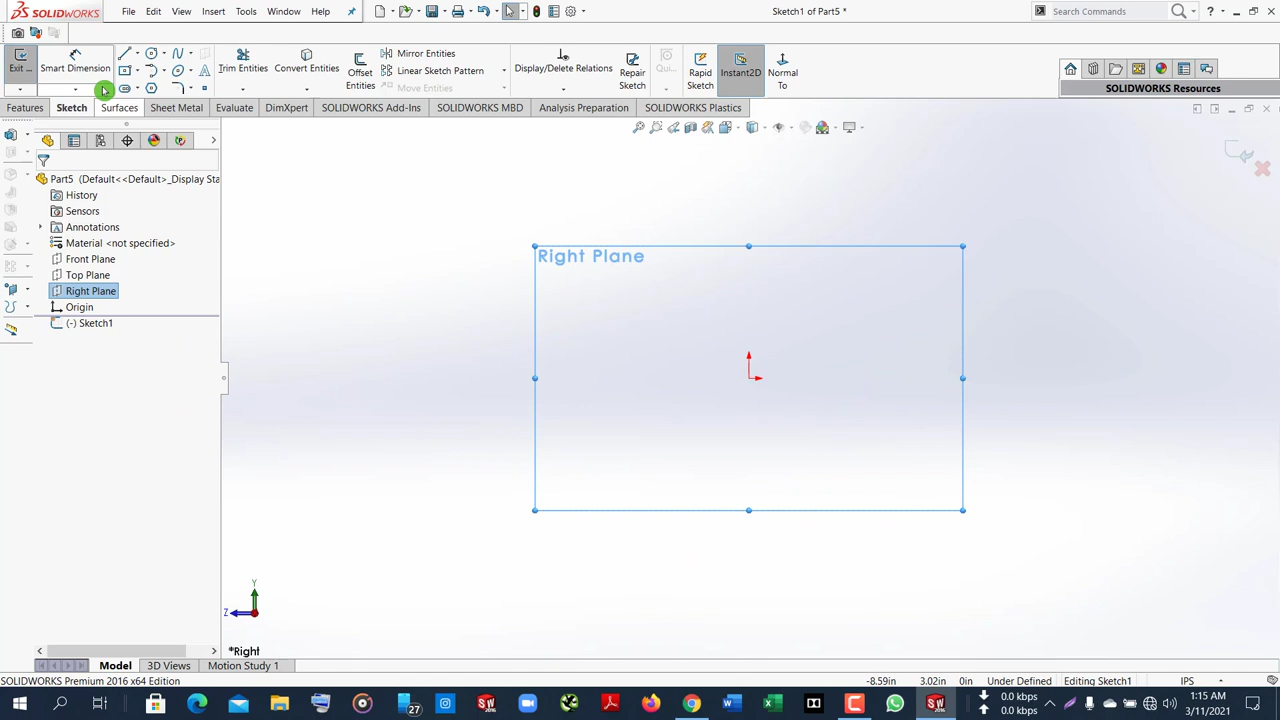 SOLIDWORKS
File Edit View Insert Tools Window Help
Sketch1 of Part5 *
Search Commands
Exit ...
Smart Dimension
Trim Entities
Convert Entities
Offset Entities
Mirror Entities
Linear Sketch Pattern
Move Entities
Display/Delete Relations
Repair Sketch
Qui...
Rapid Sketch
Instant2D
Normal To
SOLIDWORKS Resources
Features Sketch Surfaces Sheet Metal Evaluate DimXpert SOLIDWORKS Add-Ins SOLIDWORKS MBD Analysis Preparation SOLIDWORKS Plastics
Part5 (Default<<Default>_Display Sta
History
Sensors
Annotations
Material <not specified>
Front Plane
Top Plane
Right Plane
Origin
(-) Sketch1
Right Plane
Y
Z
*Right
Model 3D Views Motion Study 1
SOLIDWORKS Premium 2016 x64 Edition
-8.59in 3.02in 0in Under Defined Editing Sketch1 IPS
27
0.0 kbps
0.0 kbps
1:15 AM
3/11/2021